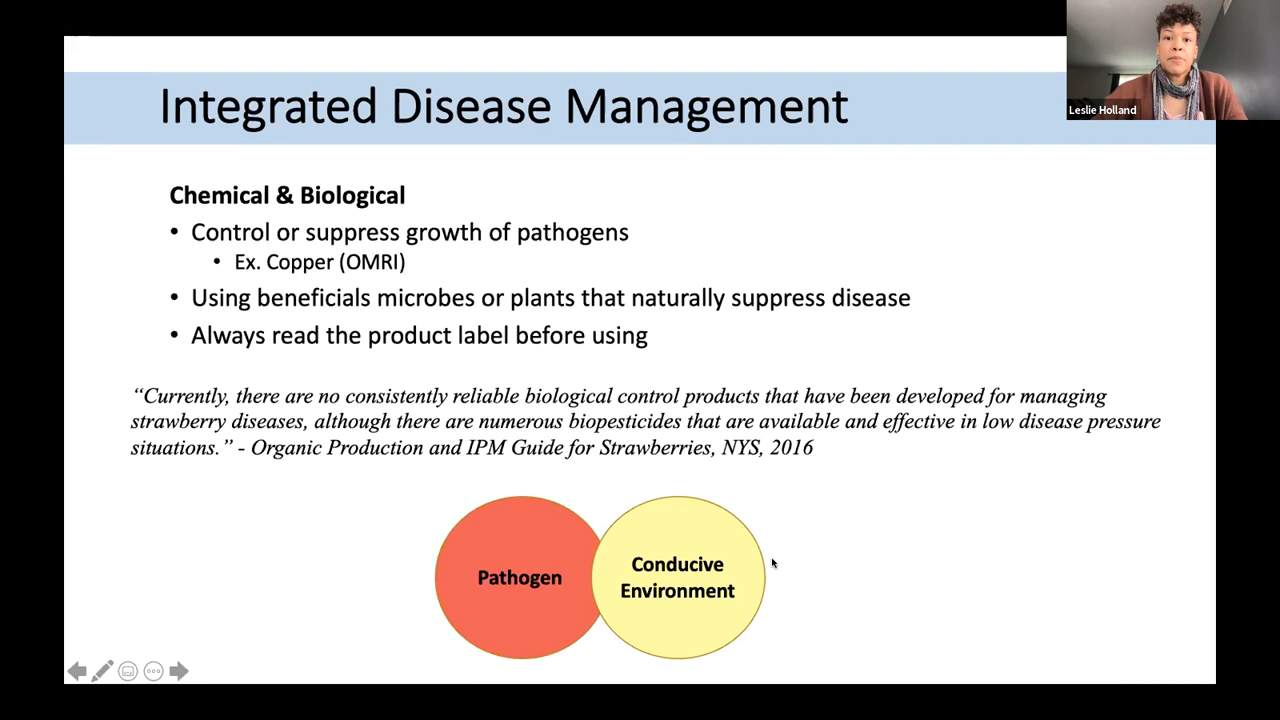 Integrated Disease Management
Leslie Holland
Chemical & Biological
• Control or suppress growth of pathogens
• Ex. Copper (OMRI)
• Using beneficials microbes or plants that naturally suppress disease
• Always read the product label before using
“Currently, there are no consistently reliable biological control products that have been developed for managing
strawberry diseases, although there are numerous biopesticides that are available and effective in low disease pressure
situations.” - Organic Production and IPM Guide for Strawberries, NYS, 2016
Pathogen
Conducive
Environment